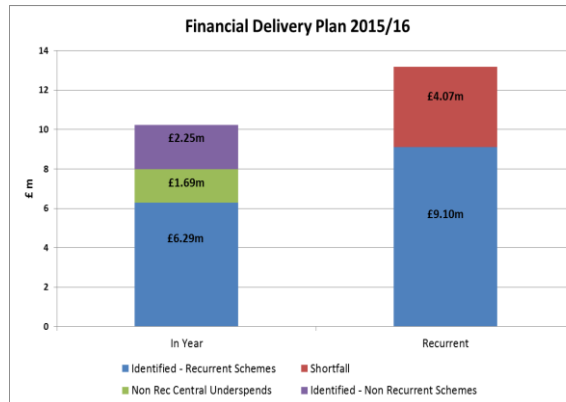 Financial Delivery Plan 2015/16
14
12
10
8
6
4
2
0
£ m
£2.25m
£1.69m
£6.29m
£4.07m
£9.10m
In Year
Recurrent
Identified - Recurrent Schemes
Shortfall
Non Rec Central Underspends
Identified - Non Recurrent Schemes